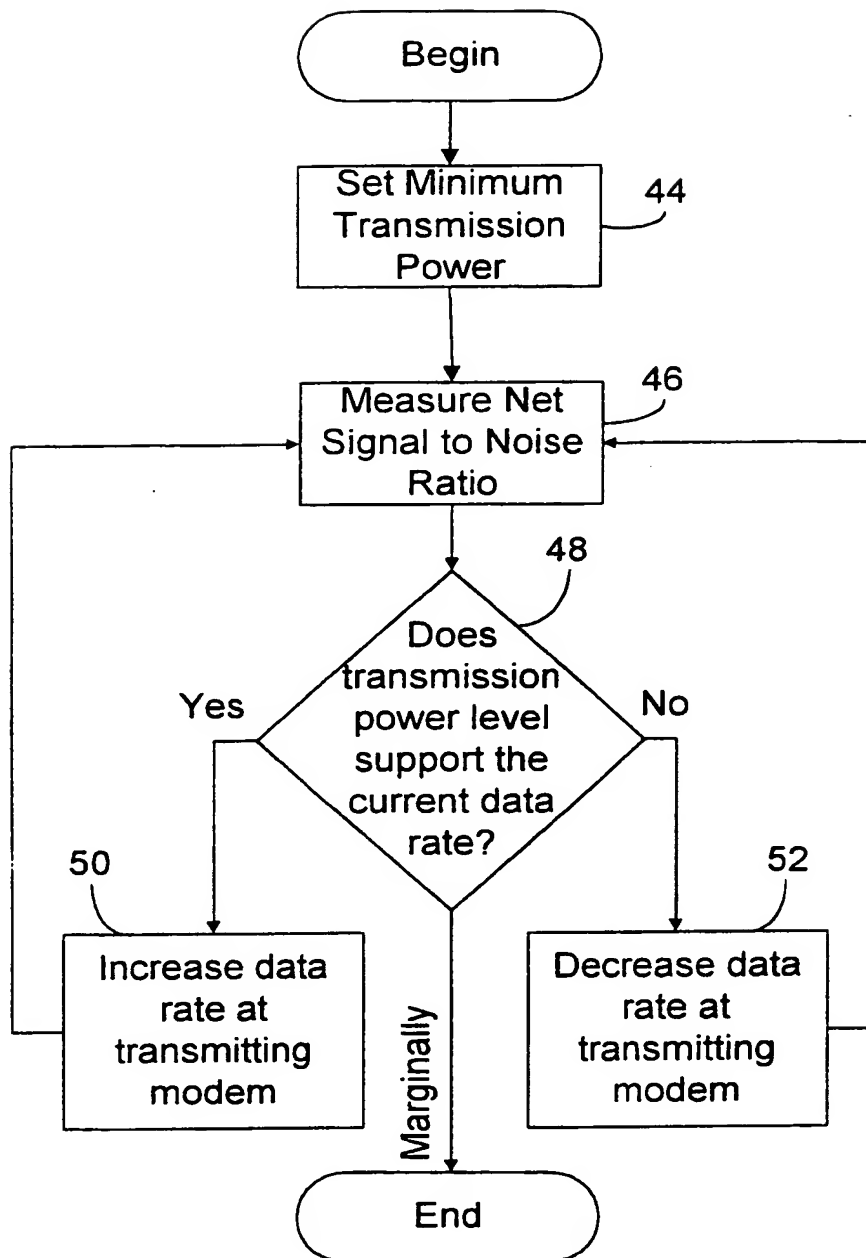 Begin
Set Minimum
Transmission
Power
44
Measure Net
Signal to Noise
Ratio
46
48
Does
transmission
power level
support the
current data
rate?
Yes
No
50
Increase data
rate at
transmitting
modem
52
Decrease data
rate at
transmitting
modem
Marginally
End